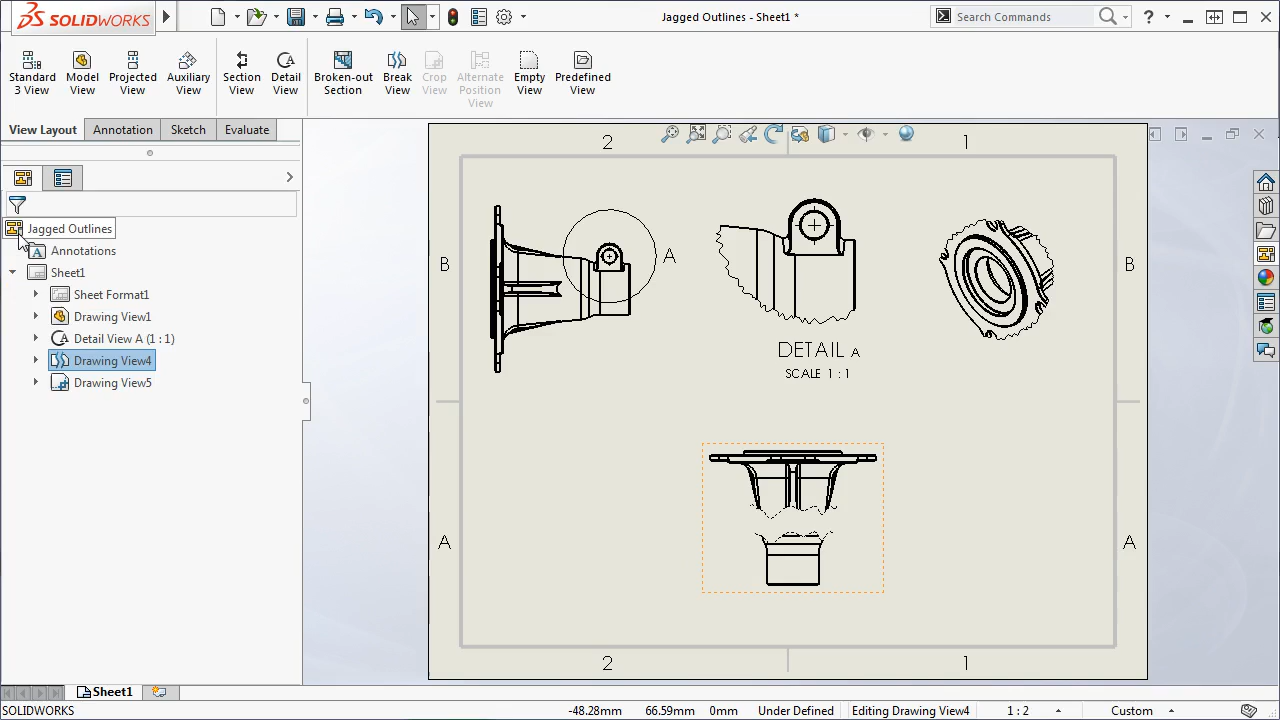 SOLIDWORKS
Jagged Outlines - Sheet1 *
Search Commands
?
Standard
3 View
Model
View
Projected
View
Auxiliary
View
Section
View
Detail
View
Broken-out
Section
Break
View
Crop
View
Alternate
Position
View
Empty
View
Predefined
View
View Layout
Annotation
Sketch
Evaluate
Jagged Outlines
A Annotations
Sheet1
Sheet Format1
Drawing View1
Detail View A (1 : 1)
Drawing View4
Drawing View5
2
1
B
A
B
DETAIL A
SCALE 1 : 1
A
A
2
1
Sheet1
SOLIDWORKS
-48.28mm
66.59mm
0mm
Under Defined
Editing Drawing View4
1 : 2
Custom